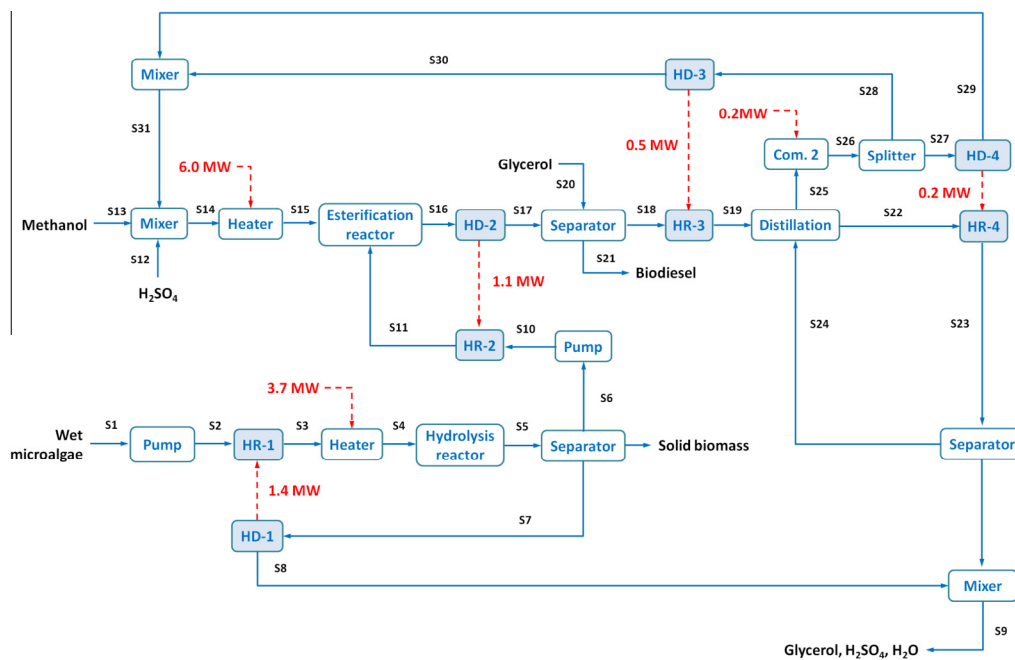 S30
HD-3
Mixer
S28
S29
S31
0.2MW
6.0 MW
0.5 MW
Com. 2
S26
Splitter
S27
HD-4
Glycerol
S20
S25
0.2 MW
Methanol
S13
Mixer
S14
Heater
S15
Esterification
reactor
S16
HD-2
S17
Separator
S18
HR-3
S19
Distillation
S22
HR-4
S12
H₂SO₄
S21
Biodiesel
1.1 MW
S11
HR-2
S10
Pump
S24
S23
3.7 MW
S6
Wet
microalgae
S1
Pump
S2
HR-1
S3
Heater
S4
Hydrolysis
reactor
S5
Separator
Solid biomass
Separator
1.4 MW
S7
HD-1
S8
Mixer
S9
Glycerol, H₂SO₄, H₂O